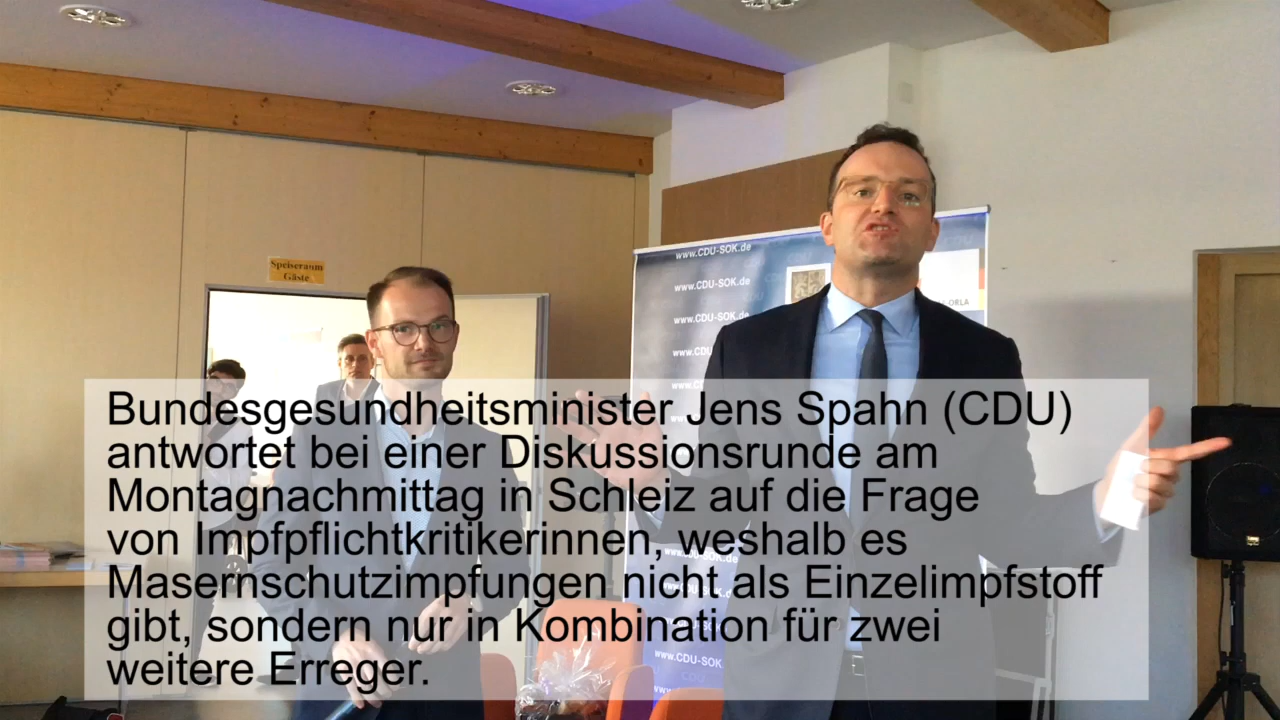 www.CDU-SOK.de
www.CDU-SOK.de
www.CDU-SOK.de
Speiseraum
Gäste
ORLA
Bundesgesundheitsminister Jens Spahn (CDU)
antwortet bei einer Diskussionsrunde am
Montagnachmittag in Schleiz auf die Frage
von Impfpflichtkritikerinnen, weshalb es
Masernschutzimpfungen nicht als Einzelimpfstoff
gibt, sondern nur in Kombination für zwei
weitere Erreger.
www.CDU-SOK